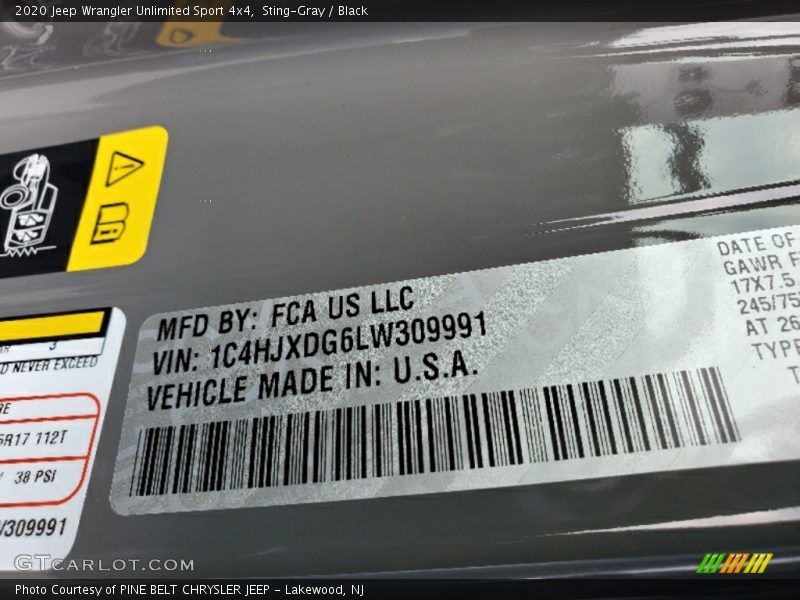 2020 Jeep Wrangler Unlimited Sport 4x4,  Sting-Gray / Black
MFD BY: FCA US LLC
VIN: 1C4HJXDG6LW309991
VEHICLE MADE IN: U.S.A.
DATE OF
GAWR F
17X7.5
245/75
AT 26
TYP
T
3
D NEVER EXCEED
RE
5R17 112T
38 PSI
W309991
GTCARLOT.COM
Photo Courtesy of PINE BELT CHRYSLER JEEP - Lakewood, NJ